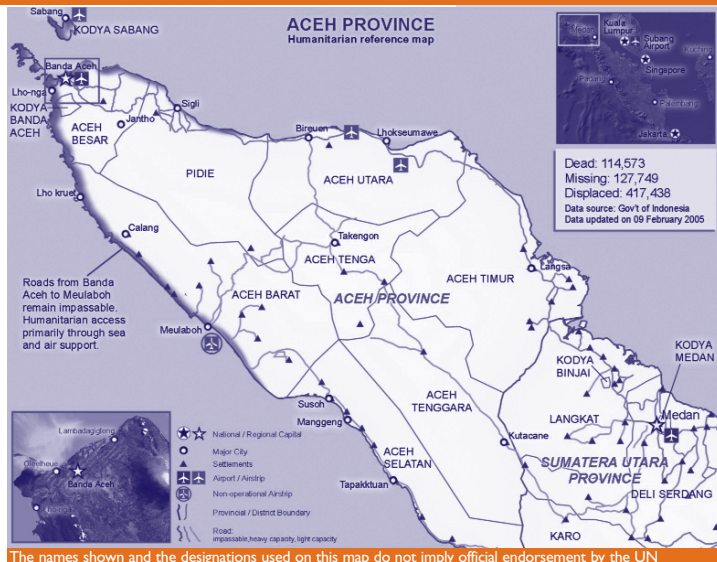 ACEH PROVINCE
Humanitarian reference map
Sabang
KODYA SABANG
Banda Aceh
Lho-nga
KODYA
BANDA
ACEH
ACEH
BESAR
Jantho
Sigli
PIDIE
Bireuen
Lhokseumawe
ACEH UTARA
Lho kruet
Calang
Takengon
ACEH TENGA
ACEH TIMUR
Langsa
ACEH BARAT
ACEH PROVINCE
Roads from Banda
Aceh to Meulaboh
remain impassable.
Humanitarian access
primarily through sea
and air support.
Meulaboh
KODYA
MEDAN
KODYA
BINJAI
Susoh
Manggeng
ACEH
TENGGARA
LANGKAT
Medan
Kutacane
ACEH
SELATAN
SUMATERA UTARA
PROVINCE
DELI SERDANG
Tapakktuan
KARO
Medan
Kuala
Lumpur
Subang
Airport
Kuching
Singapore
Padang
Palembang
Jakarta
Dead: 114,573
Missing: 127,749
Displaced: 417,438
Data source: Gov't of Indonesia
Data updated on 09 February 2005
Lambadagigteng
Banda Aceh
National / Regional Capital
Major City
Settlements
Airport / Airstrip
Non-operational Airstrip
Provincial / District Boundary
Road:
impassable,heavy capacity, light capacity
The names shown and the designations used on this map do not imply official endorsement by the UN